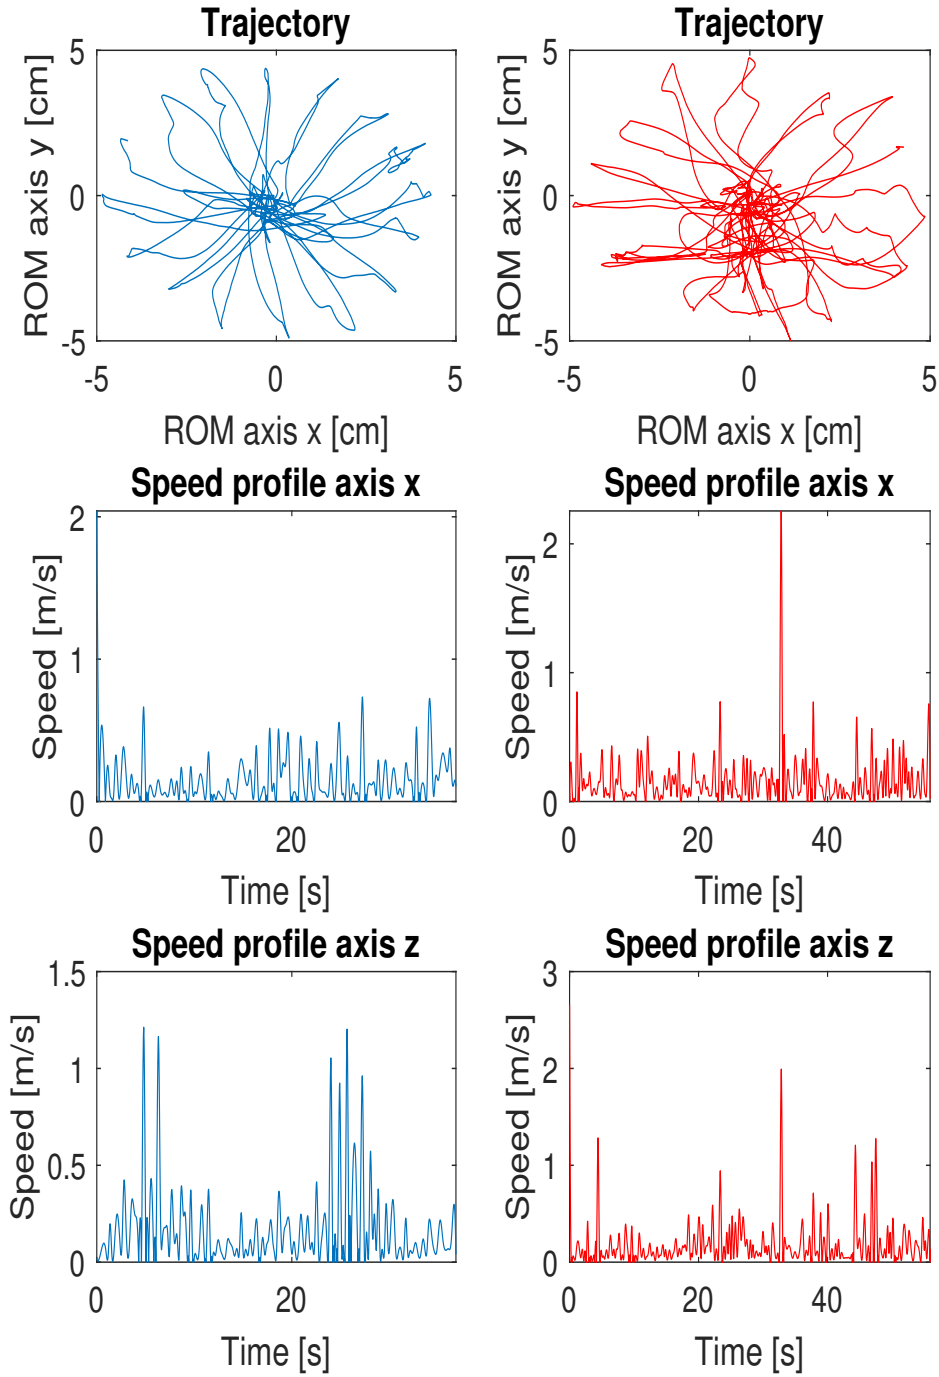 Trajectory Trajectory
5 5
ROM axis y [cm] ROM axis y [cm]
0 0
-5 -5
-5 0 5 -5 0 5
ROM axis x [cm] ROM axis x [cm]
Speed profile axis x Speed profile axis x
2 2
Speed [m/s] Speed [m/s]
1 1
0 0
0 20 0 20 40
Time [s] Time [s]
Speed profile axis z Speed profile axis z
1.5 3
Speed [m/s] Speed [m/s]
1 2
0.5 1
0 0
0 20 0 20 40
Time [s] Time [s]